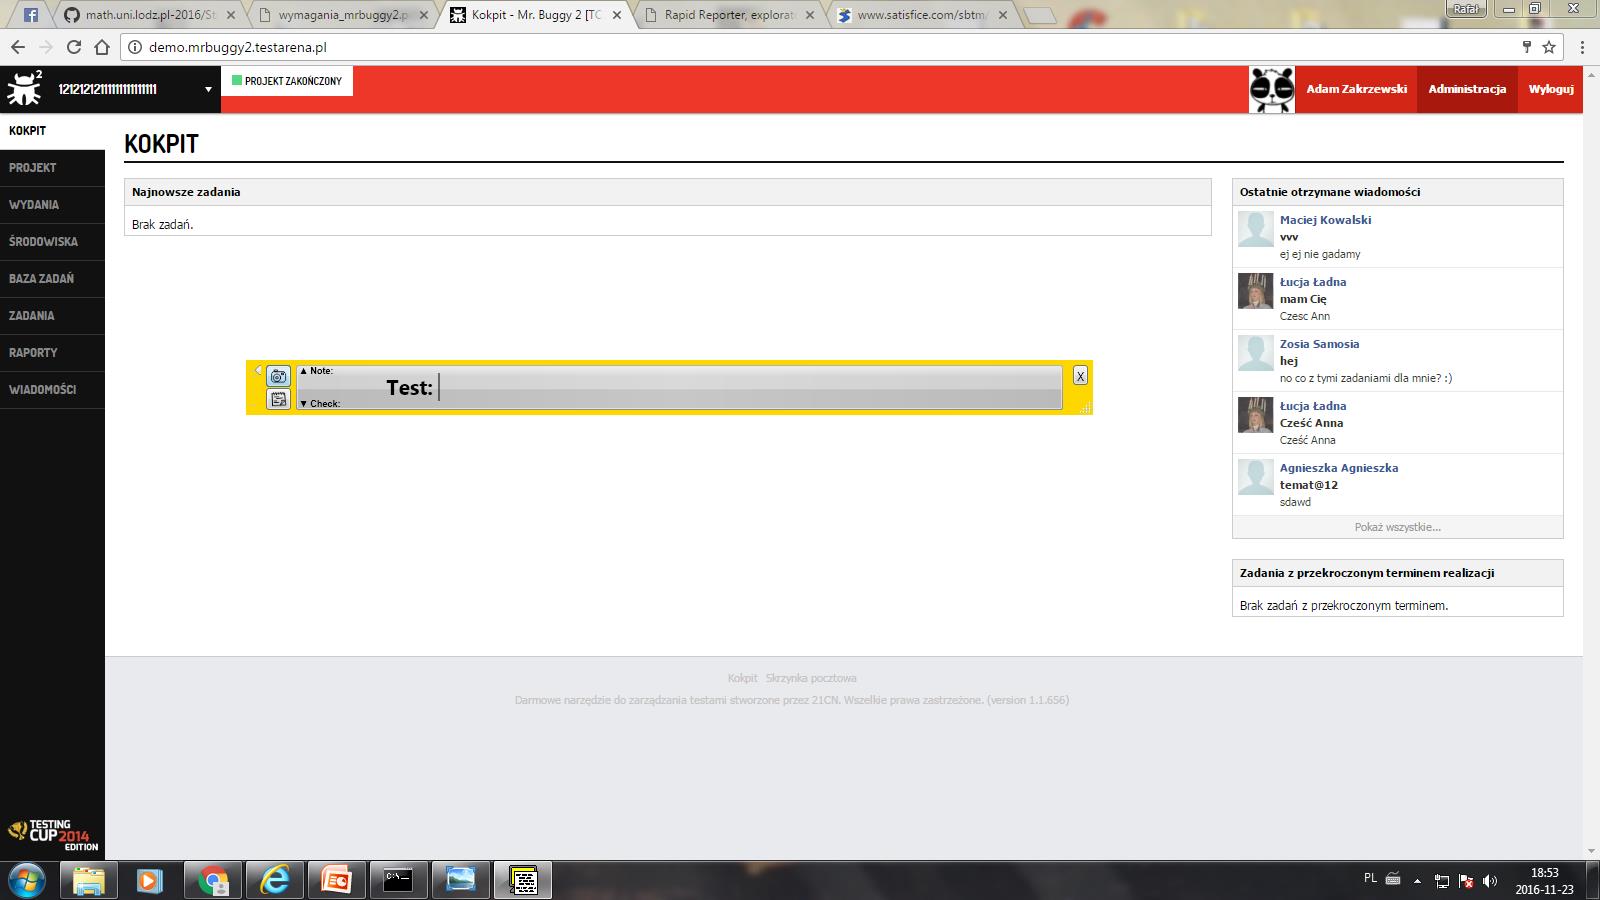 math.uni.lodz.pl-2016/St
wymagania_mrbuggy2.p
Kokpit - Mr. Buggy 2 [TC
Rapid Reporter, explorat
www.satisfice.com/sbtm/
Rafał
demo.mrbuggy2.testarena.pl
2
PROJEKT ZAKOŃCZONY
Adam Zakrzewski
Administracja
Wyloguj
KOKPIT
PROJEKT
WYDANIA
ŚRODOWISKA
BAZA ZADAŃ
ZADANIA
RAPORTY
WIADOMOŚCI
TESTING
CUP 2014
EDITION
KOKPIT
Najnowsze zadania
Brak zadań.
Note:
Test:
Check:
X
Ostatnie otrzymane wiadomości
Maciej Kowalski
vvv
ej ej nie gadamy
Łucja Ładna
mam Cię
Czesc Ann
Zosia Samosia
hej
no co z tymi zadaniami dla mnie? :)
Łucja Ładna
Cześć Anna
Cześć Anna
Agnieszka Agnieszka
temat@12
sdawd
Pokaż wszystkie...
Zadania z przekroczonym terminem realizacji
Brak zadań z przekroczonym terminem.
Kokpit Skrzynka pocztowa
Darmowe narzędzie do zarządzania testami stworzone przez 21CN. Wszelkie prawa zastrzeżone. (version 1.1.656)
PL
18:53
2016-11-23